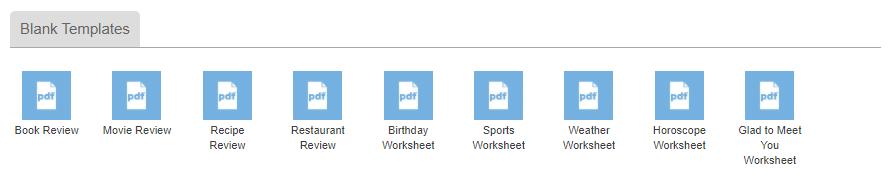 Blank Templates
pdf pdf pdf pdf pdf pdf pdf pdf pdf
Book Review Movie Review Recipe Restaurant Birthday Sports Weather Horoscope Glad to Meet
Review Review Worksheet Worksheet Worksheet Worksheet You
Worksheet